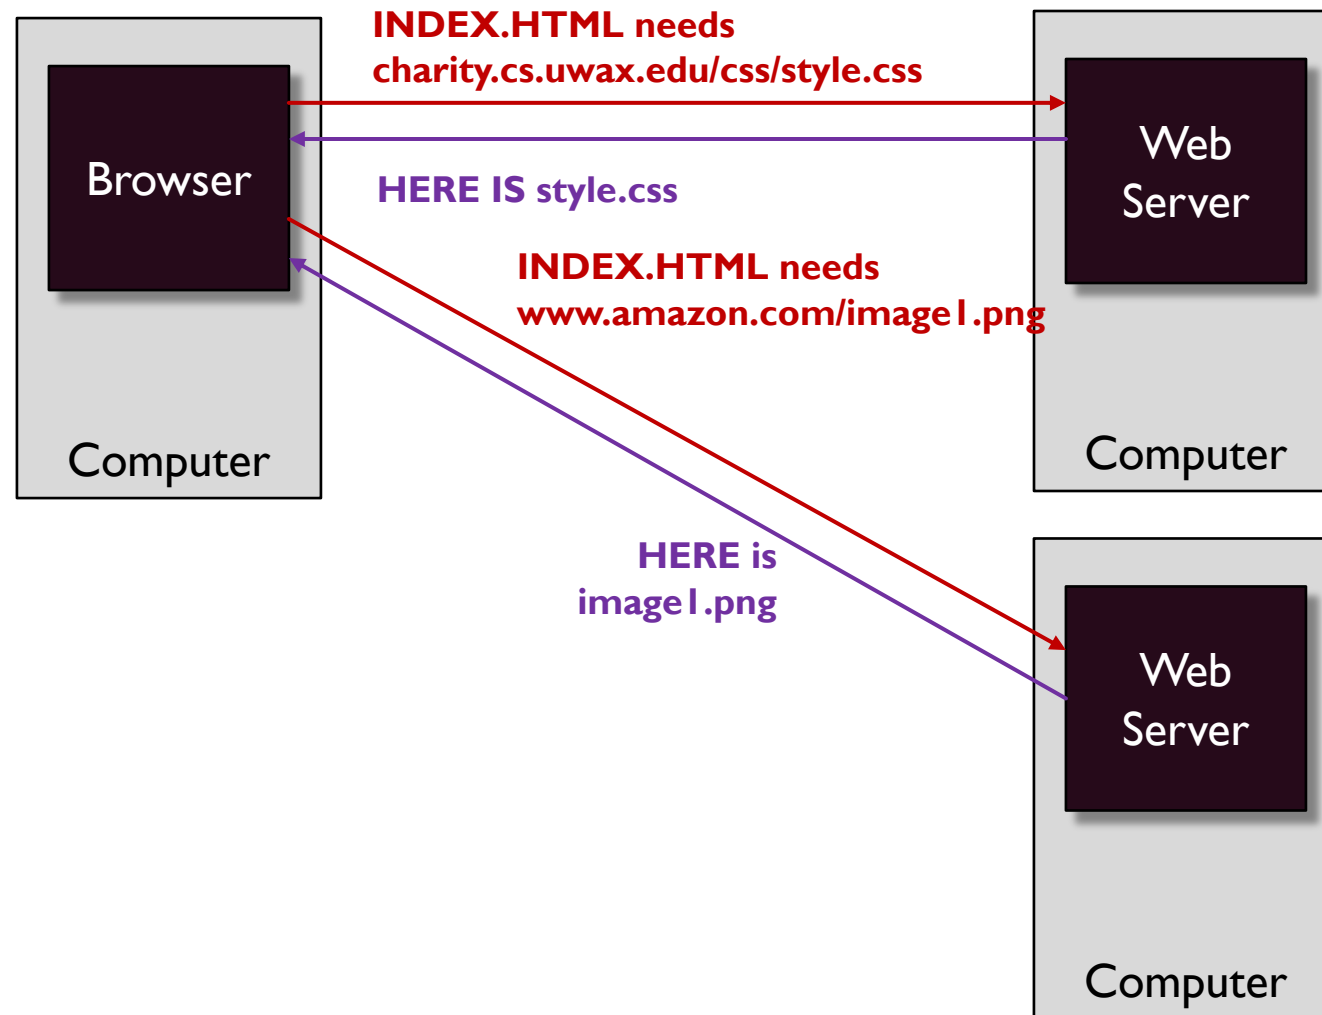 INDEX.HTML needs
charity.cs.uwax.edu/css/style.css
Browser
Web
Server
HERE IS style.css
INDEX.HTML needs
www.amazon.com/image1.png
Computer
Computer
HERE is
image1.png
Web
Server
Computer